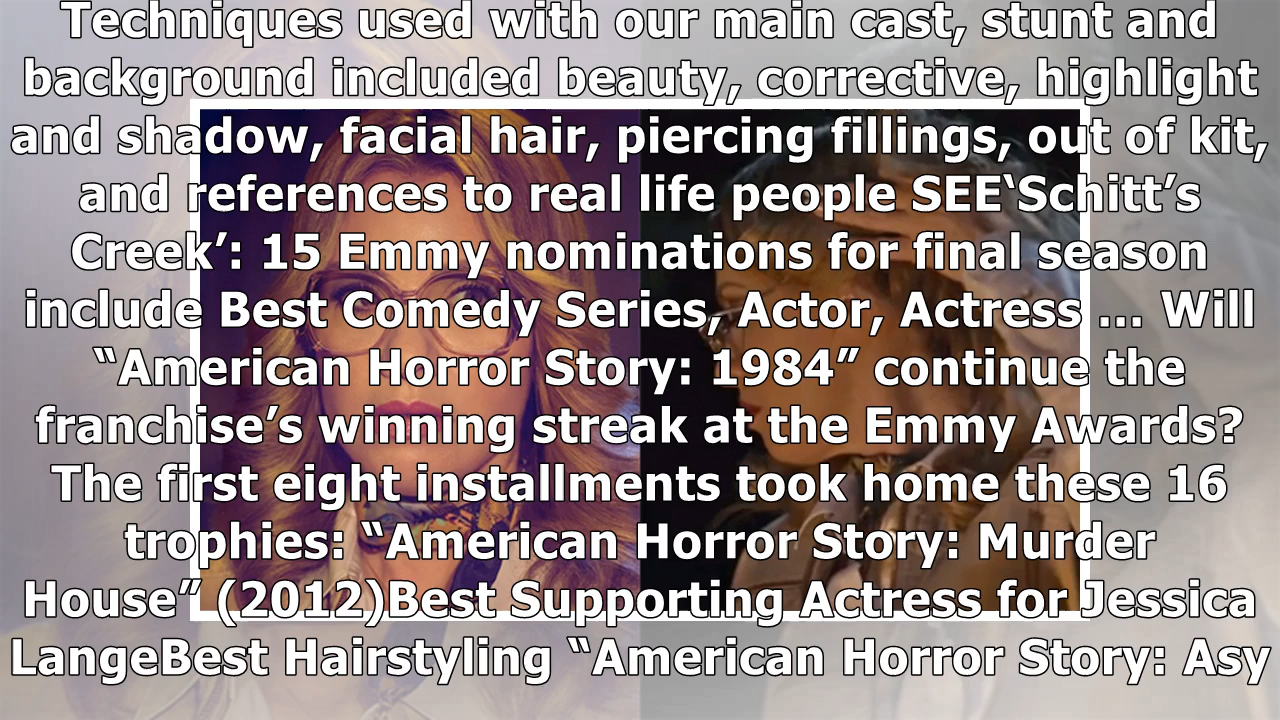 Techniques used with our main cast, stunt and
background included beauty, corrective, highlight
and shadow, facial hair, piercing fillings, out of kit,
and references to real life people SEE‘Schitt’s
Creek’: 15 Emmy nominations for final season
include Best Comedy Series, Actor, Actress ... Will
“American Horror Story: 1984” continue the
franchise’s winning streak at the Emmy Awards?
The first eight installments took home these 16
trophies: “American Horror Story: Murder
House” (2012)Best Supporting Actress for Jessica
LangeBest Hairstyling “American Horror Story: Asy